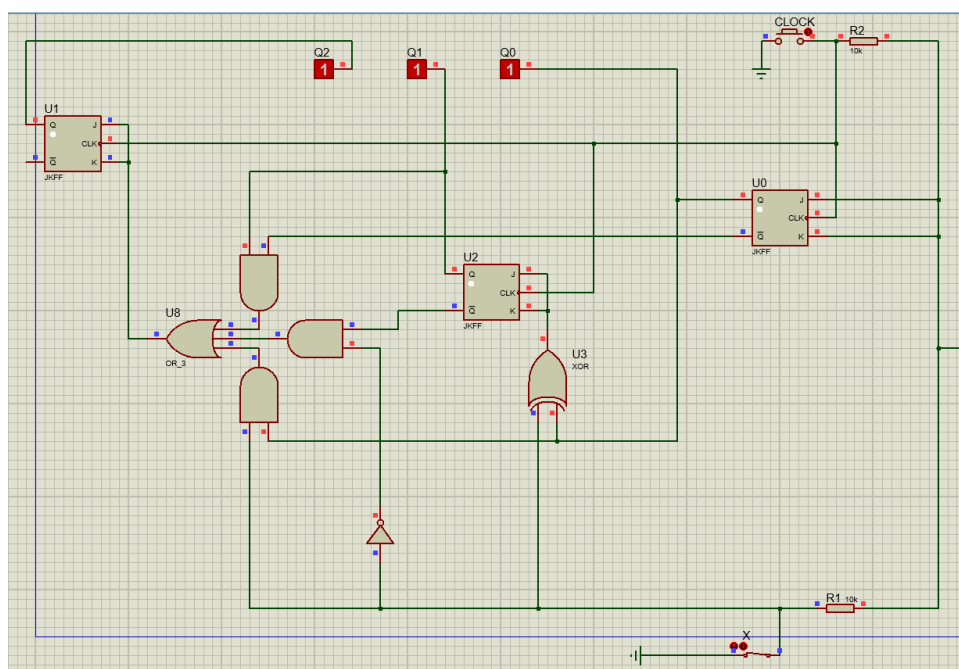 CLOCK
R2
10k
Q2
Q1
Q0
1
1
1
U1
Q
J
CLK
Q
K
JKFF
U0
Q
J
CLK
Q
K
JKFF
U2
Q
J
CLK
Q
K
JKFF
U8
OR_3
U3
XOR
R1
10k
X